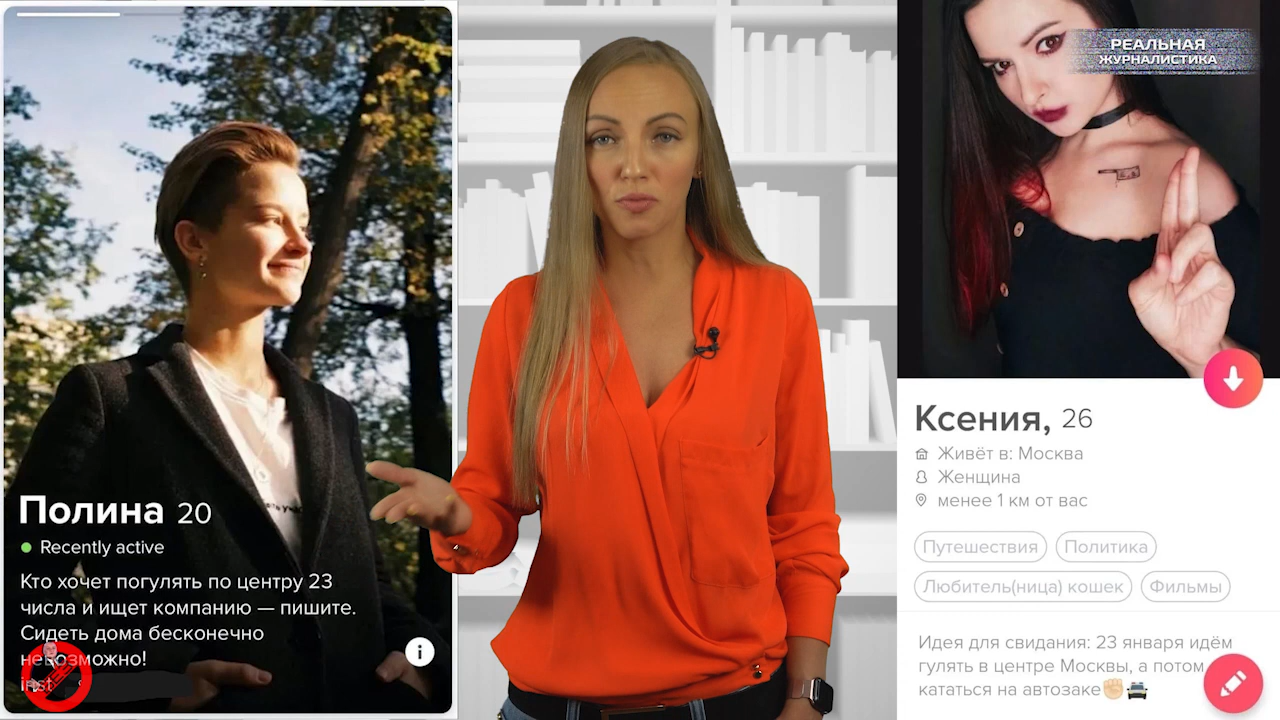 Полина 20
Recently active
Кто хочет погулять по центру 23
числа и ищет компанию — пишите.
Сидеть дома бесконечно
невозможно!
inst
РЕАЛЬНАЯ
ЖУРНАЛИСТИКА
Ксения, 26
Живёт в: Москва
Женщина
менее 1 км от вас
Путешествия
Политика
Любитель(ница) кошек
Фильмы
Идея для свидания: 23 января идём
гулять в центре Москвы, а потом
кататься на автозаке✊🏼🚔